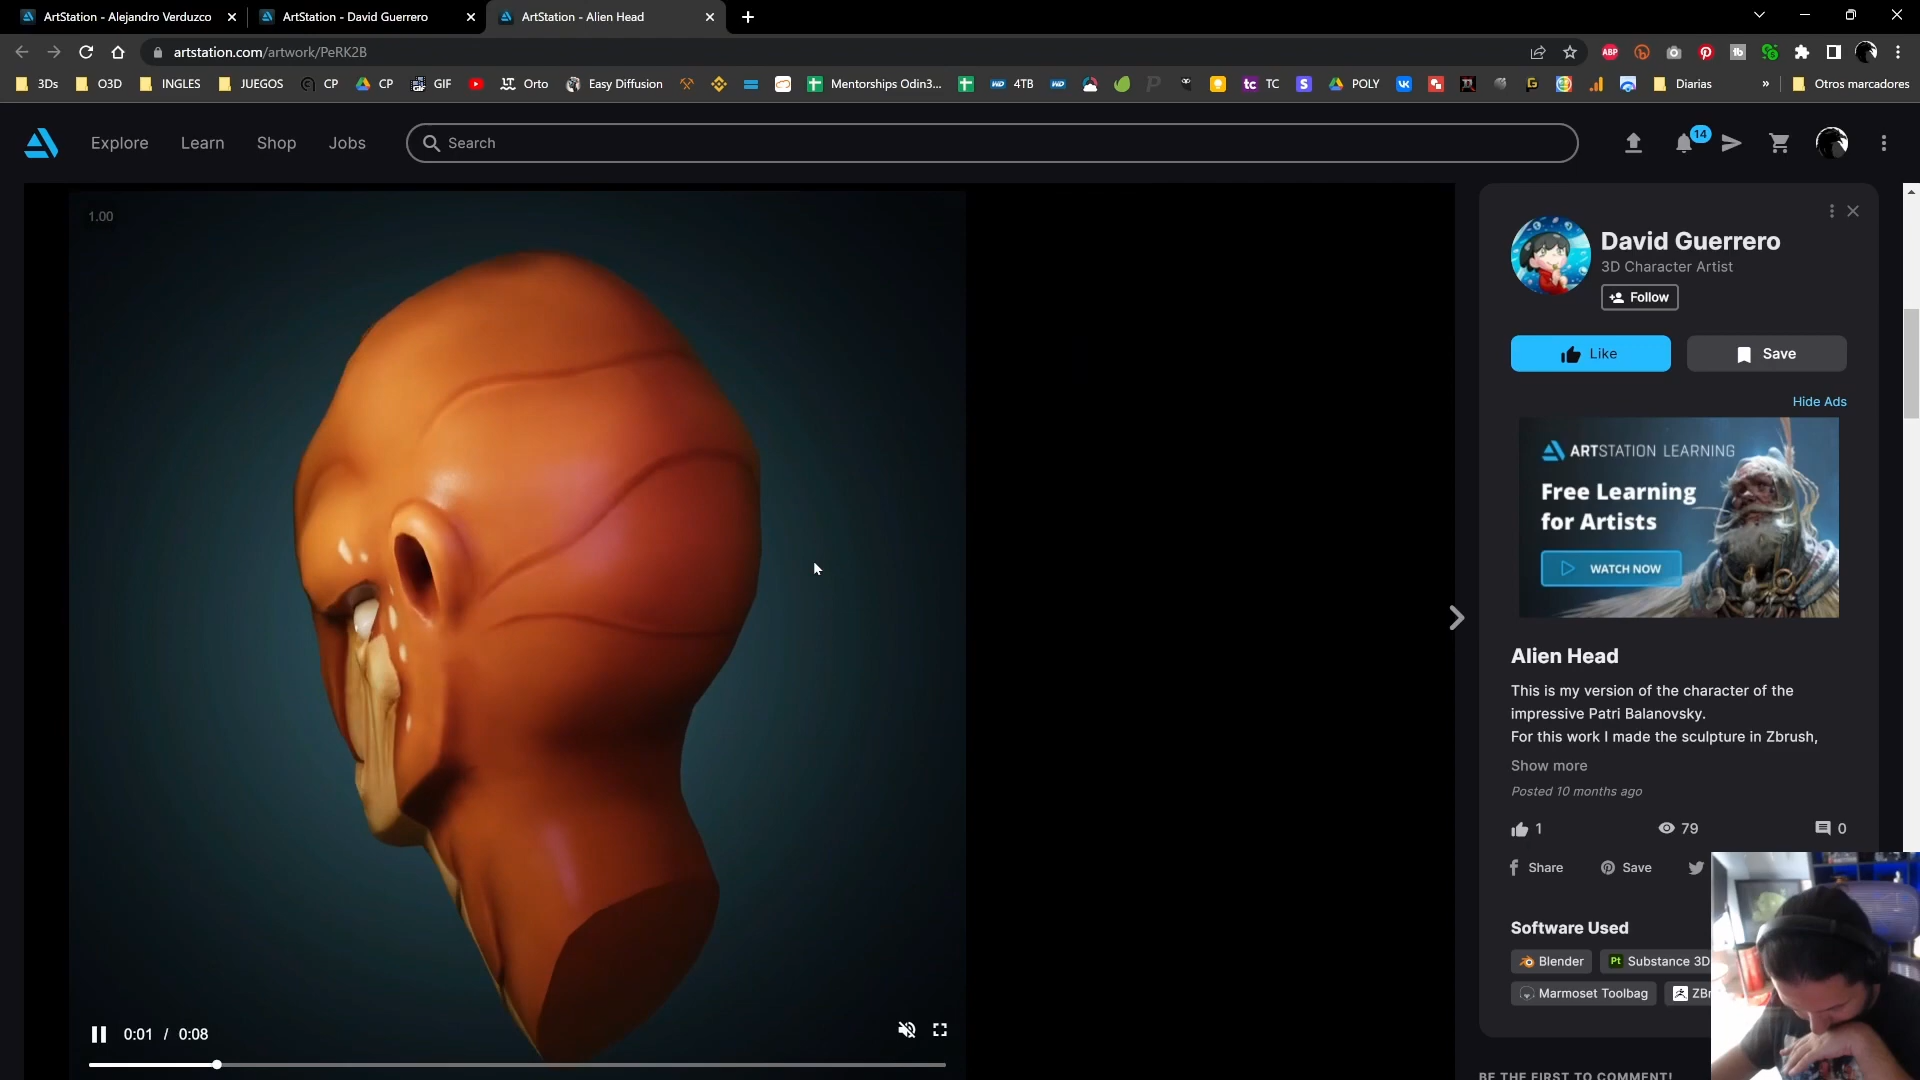 ArtStation - Alejandro Verduzco
ArtStation - David Guerrero
ArtStation - Alien Head
artstation.com/artwork/PeRK2B
3Ds
O3D
INGLES
JUEGOS
CP
CP
GIF
Orto
Easy Diffusion
Mentorships Odin3...
4TB
TC
POLY
Diarias
»
Otros marcadores
Explore
Learn
Shop
Jobs
Search
14
1.00
David Guerrero
3D Character Artist
Follow
Like
Save
Hide Ads
ARTSTATION LEARNING
Free Learning
for Artists
WATCH NOW
Alien Head
This is my version of the character of the
impressive Patri Balanovsky.
For this work I made the sculpture in Zbrush,
Show more
Posted 10 months ago
1
79
0
Share
Save
Software Used
Blender
Pt Substance 3D
Marmoset Toolbag
ZBr
0:01 / 0:08
BE THE FIRST TO COMMENT!